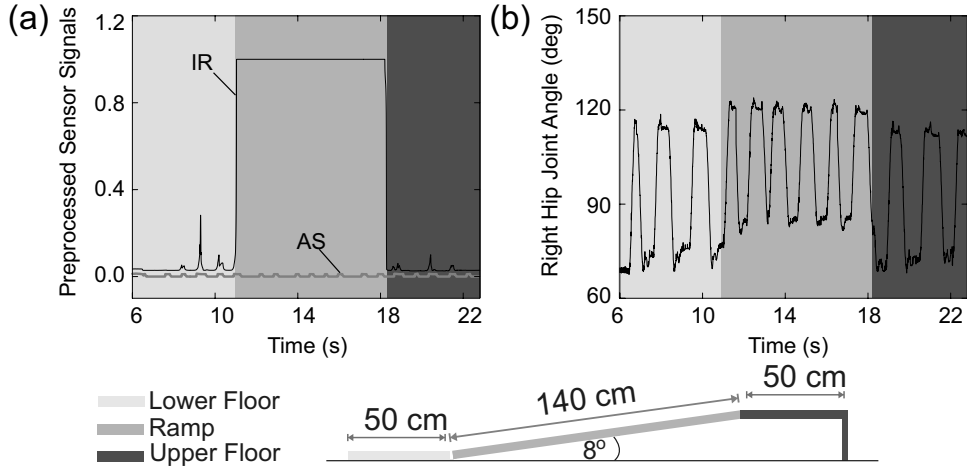 (a)
Preprocessed Sensor Signals
1.2
0.8
0.4
0.0
IR
AS
6
10
14
18
22
Time (s)
(b)
Right Hip Joint Angle (deg)
150
120
90
60
6
10
14
18
22
Time (s)
Lower Floor
Ramp
Upper Floor
50 cm
140 cm
50 cm
8º